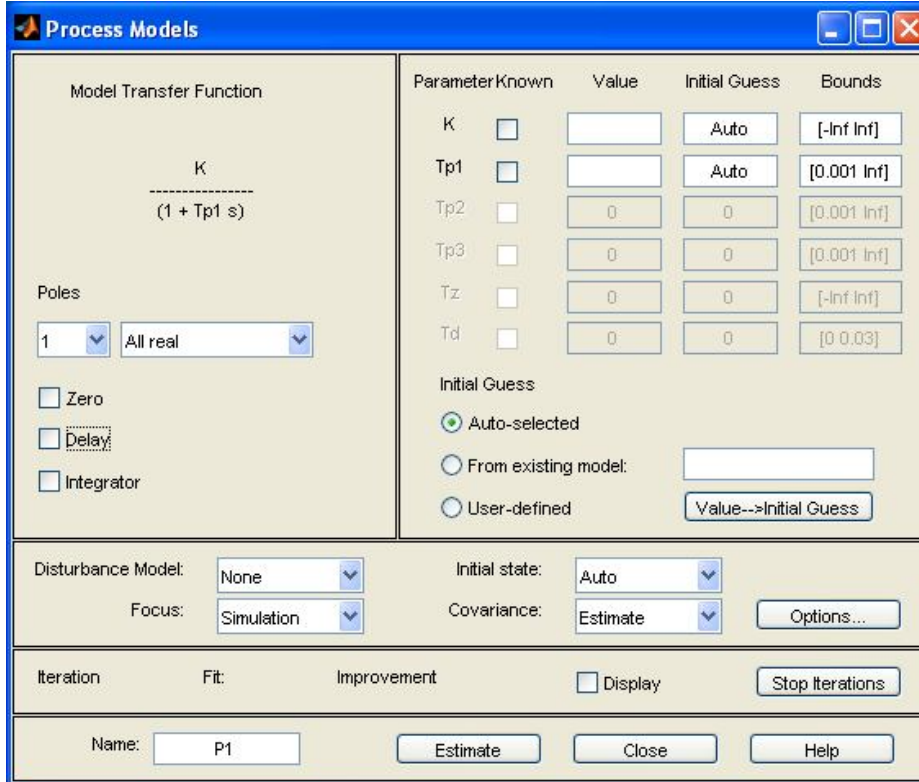 Process Models
Model Transfer Function
K
----------------
(1 + Tp1 s)
Poles
1 All real
Zero
Delay
Integrator
Parameter Known Value Initial Guess Bounds
K Auto [-Inf Inf]
Tp1 Auto [0.001 Inf]
Tp2 0 0 [0.001 Inf]
Tp3 0 0 [0.001 Inf]
Tz 0 0 [-Inf Inf]
Td 0 0 [0 0.03]
Initial Guess
Auto-selected
From existing model:
User-defined Value-->Initial Guess
Disturbance Model: None Initial state: Auto
Focus: Simulation Covariance: Estimate Options...
Iteration Fit: Improvement Display Stop Iterations
Name: P1 Estimate Close Help